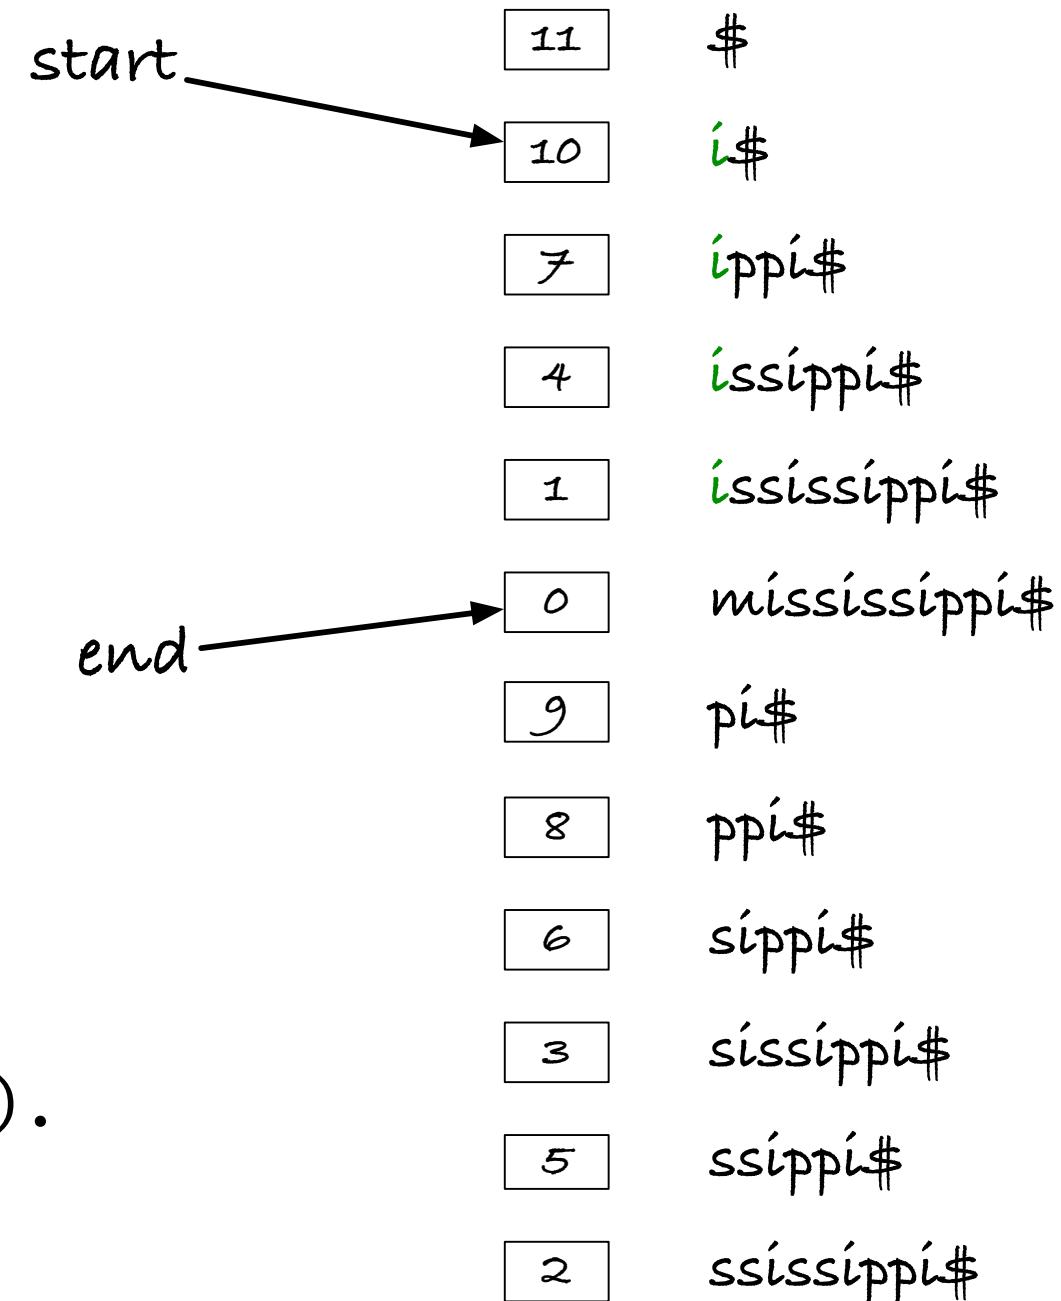 11 $
start
10 i$
7 ippi$
4 issippi$
1 ississippi$
0 mississippi$
end
9 pi$
8 ppi$
6 sippi$
3 sissippi$
).
5 ssippi$
2 ssissippi$